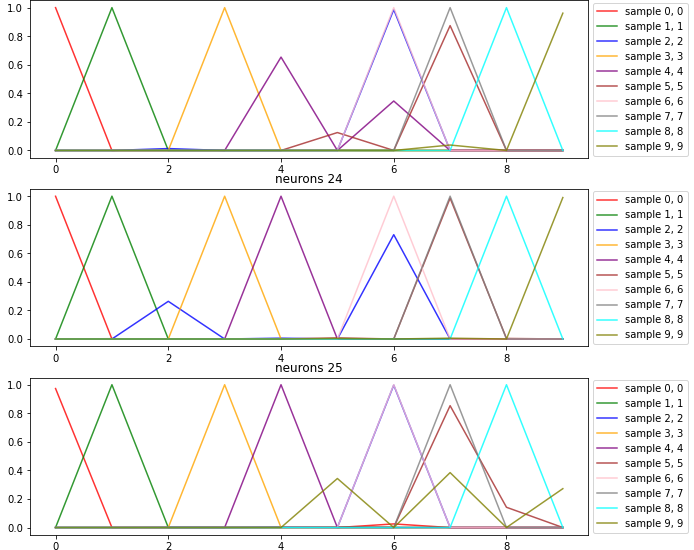 1.0
0.8
0.6
0.4
0.2
0.0
0 2 4 6 8
sample 0, 0
sample 1, 1
sample 2, 2
sample 3, 3
sample 4, 4
sample 5, 5
sample 6, 6
sample 7, 7
sample 8, 8
sample 9, 9
neurons 24
1.0
0.8
0.6
0.4
0.2
0.0
0 2 4 6 8
sample 0, 0
sample 1, 1
sample 2, 2
sample 3, 3
sample 4, 4
sample 5, 5
sample 6, 6
sample 7, 7
sample 8, 8
sample 9, 9
neurons 25
1.0
0.8
0.6
0.4
0.2
0.0
0 2 4 6 8
sample 0, 0
sample 1, 1
sample 2, 2
sample 3, 3
sample 4, 4
sample 5, 5
sample 6, 6
sample 7, 7
sample 8, 8
sample 9, 9